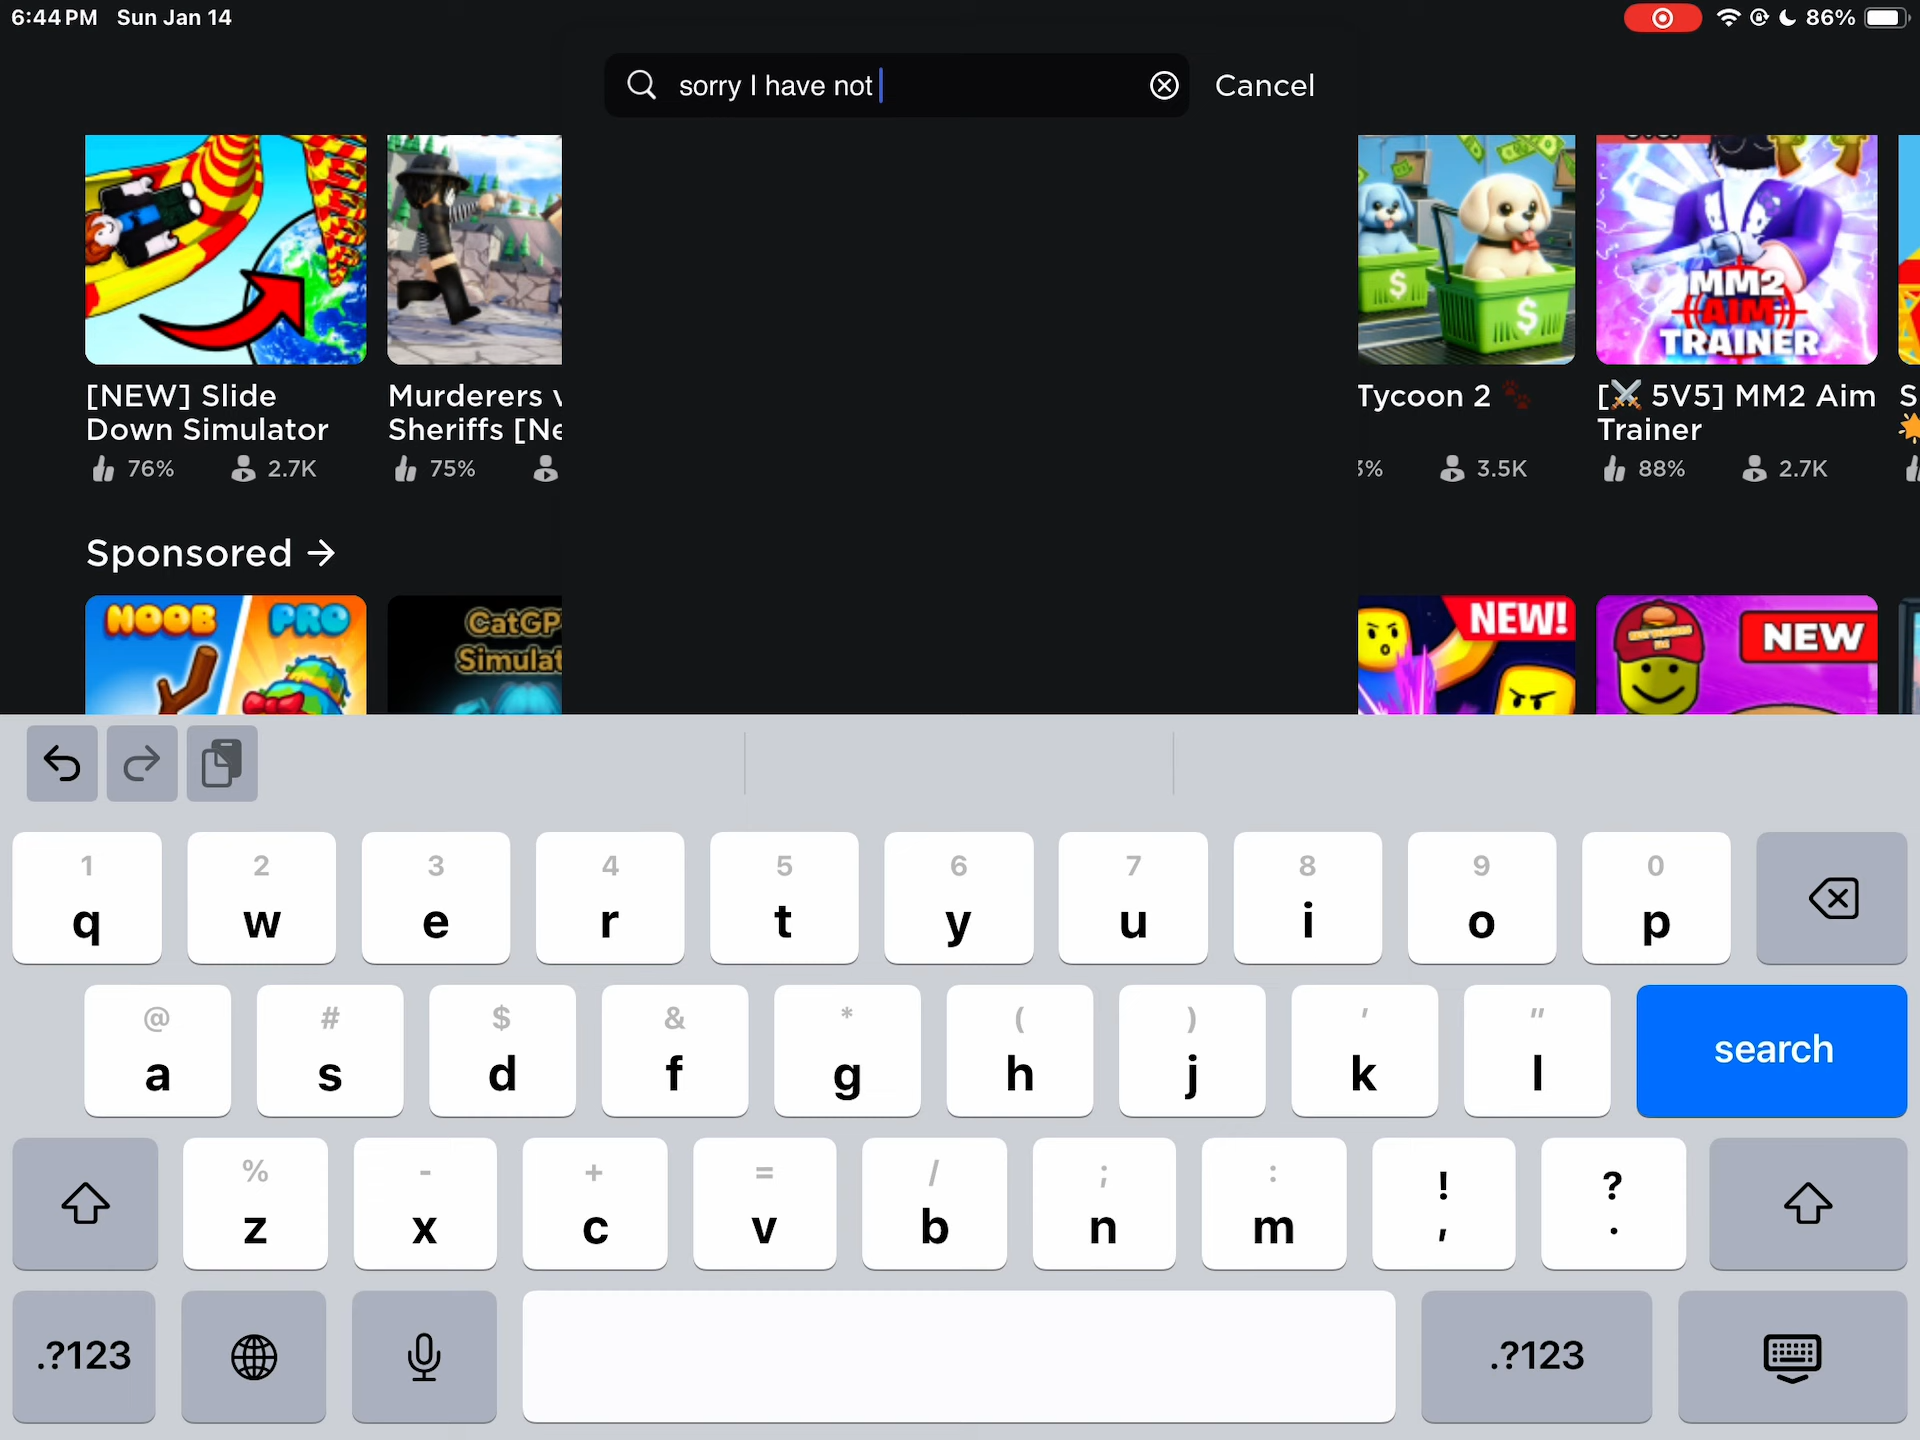 6:44 PM Sun Jan 14
86%
sorry I have not
Cancel
MM2
AIM
TRAINER
[NEW] Slide
Down Simulator
76% 2.7K
Murderers
Sheriffs
75%
Tycoon 2
3.5K
[⚔️ 5V5] MM2 Aim
Trainer
88% 2.7K
Sponsored →
NOOB PRO
CatGP
Simulat
NEW!
NEW
1 2 3 4 5 6 7 8 9 0
q w e r t y u i o p
@ # $ & * ( ) ' "
a s d f g h j k l
search
% - + = / ; : ! ?
z x c v b n m , .
.?123
.?123